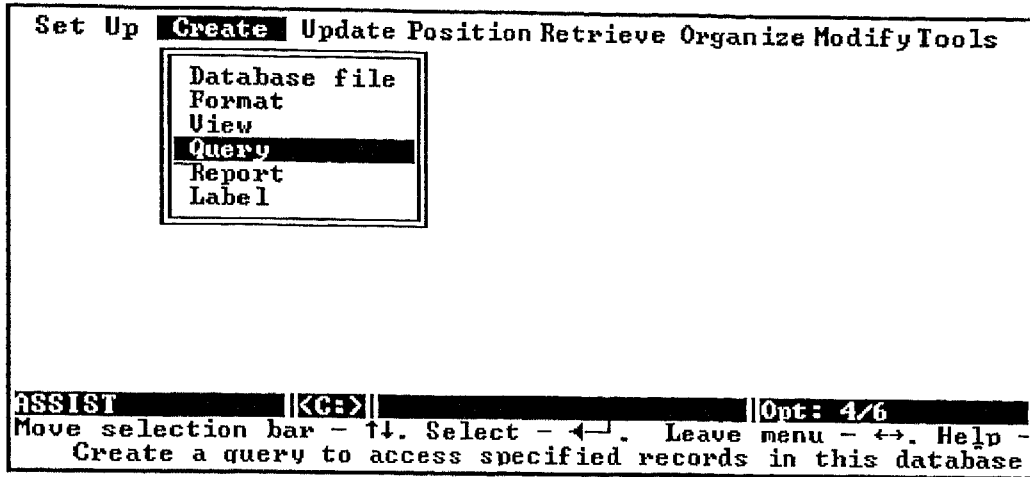 Set Up Create Update Position Retrieve Organize Modify Tools
Database file
Format
View
Query
Report
Label
ASSIST ║<C:>║ ║Opt: 4/6
Move selection bar - ↑↓. Select - ◄─┘. Leave menu - ↔. Help -
Create a query to access specified records in this database